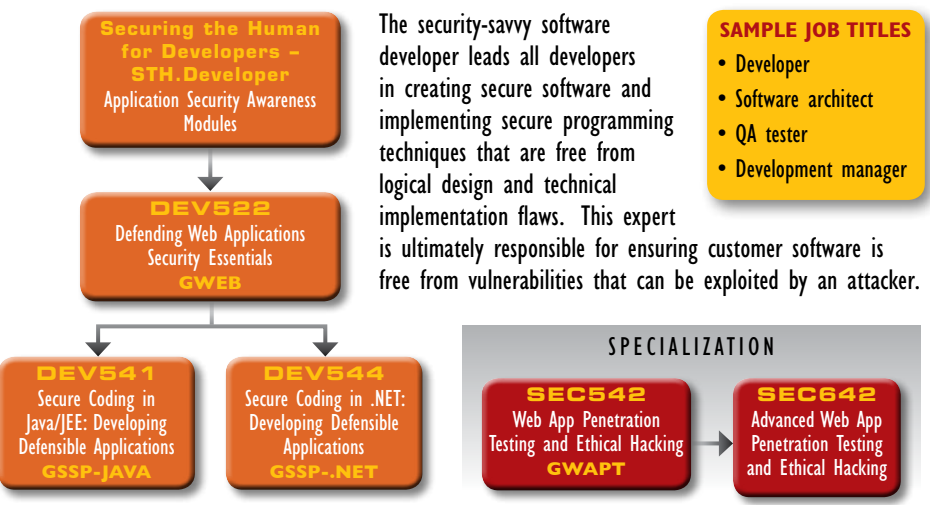 Securing the Human
for Developers –
STH.Developer
Application Security Awareness
Modules
The security-savvy software
developer leads all developers
in creating secure software and
implementing secure programming
techniques that are free from
logical design and technical
implementation flaws. This expert
is ultimately responsible for ensuring customer software is
free from vulnerabilities that can be exploited by an attacker.
SAMPLE JOB TITLES
• Developer
• Software architect
• QA tester
• Development manager
DEV522
Defending Web Applications
Security Essentials
GWEB
DEV541
Secure Coding in
Java/JEE: Developing
Defensible Applications
GSSP-JAVA
DEV544
Secure Coding in .NET:
Developing Defensible
Applications
GSSP-.NET
SPECIALIZATION
SEC542
Web App Penetration
Testing and Ethical Hacking
GWAPT
SEC642
Advanced Web App
Penetration Testing
and Ethical Hacking